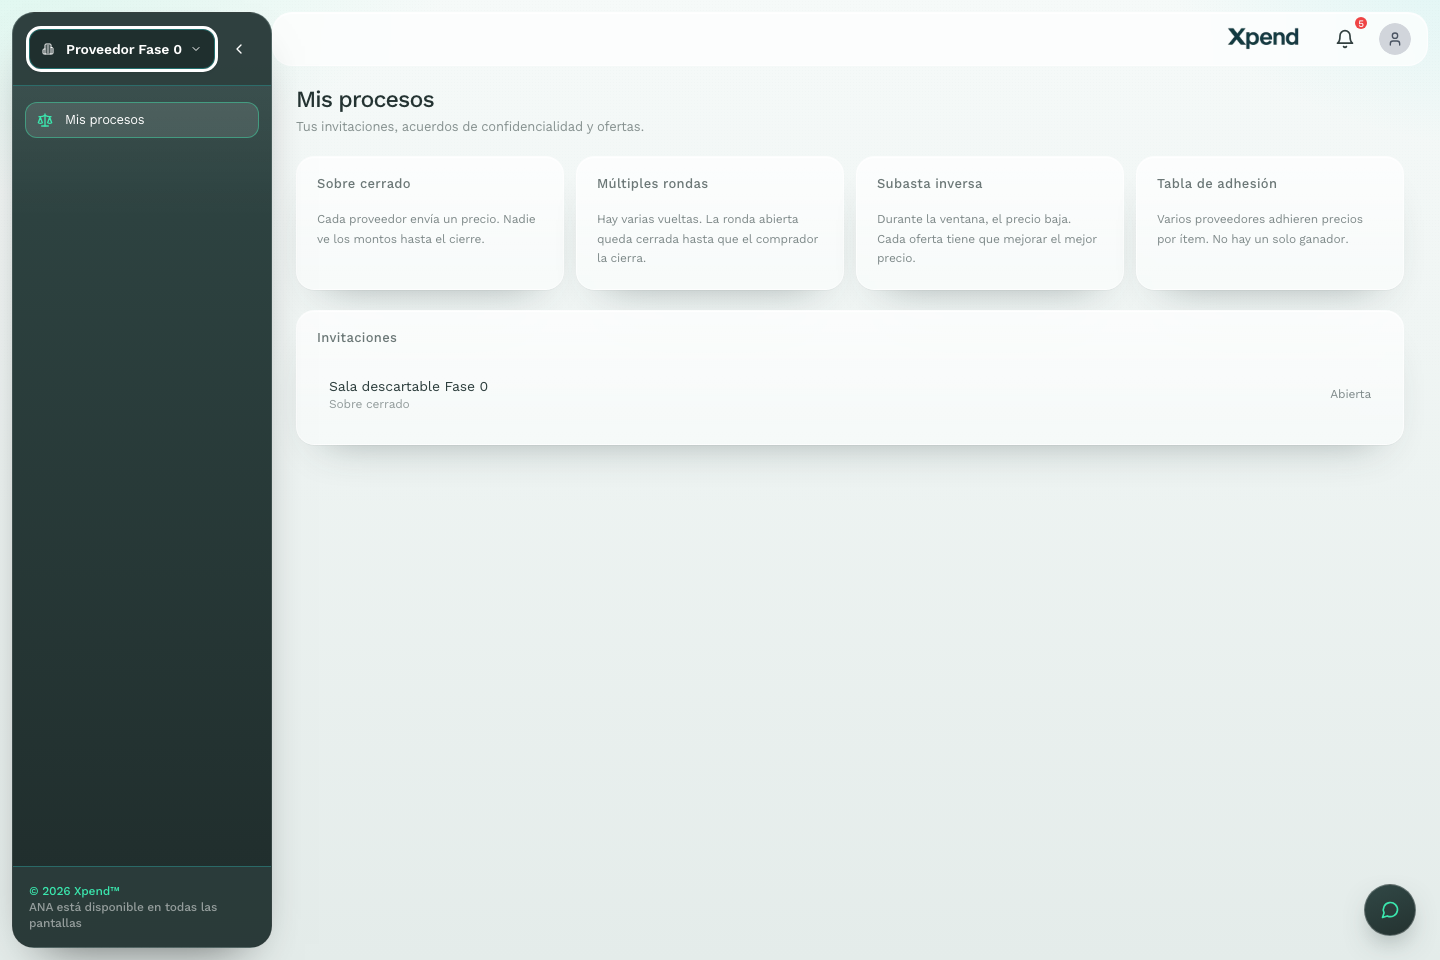 Proveedor Fase 0
Xpend
5
Mis procesos
Mis procesos
Tus invitaciones, acuerdos de confidencialidad y ofertas.
Sobre cerrado
Cada proveedor envía un precio. Nadie
ve los montos hasta el cierre.
Múltiples rondas
Hay varias vueltas. La ronda abierta
queda cerrada hasta que el comprador
la cierra.
Subasta inversa
Durante la ventana, el precio baja.
Cada oferta tiene que mejorar el mejor
precio.
Tabla de adhesión
Varios proveedores adhieren precios
por ítem. No hay un solo ganador.
Invitaciones
Sala descartable Fase 0
Sobre cerrado
Abierta
© 2026 Xpend™
ANA está disponible en todas las
pantallas